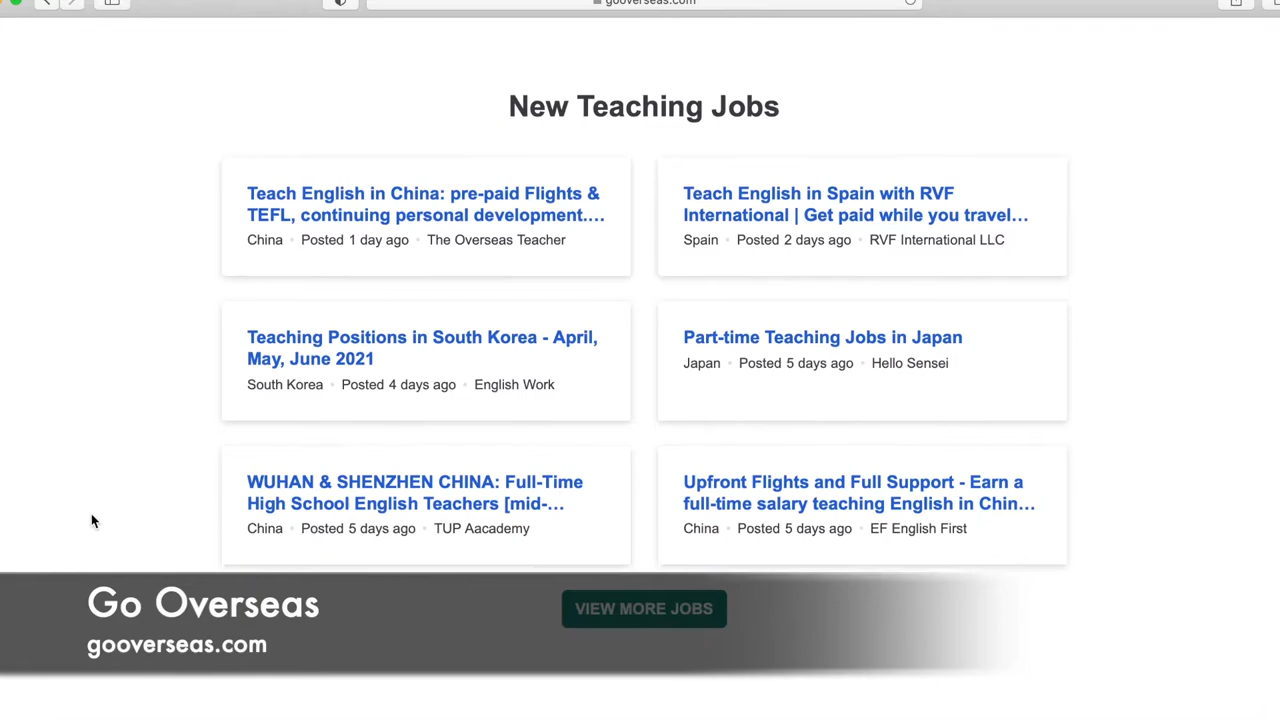 gooverseas.com
New Teaching Jobs
Teach English in China: pre-paid Flights &
TEFL, continuing personal development....
China • Posted 1 day ago • The Overseas Teacher
Teach English in Spain with RVF
International | Get paid while you travel...
Spain • Posted 2 days ago • RVF International LLC
Teaching Positions in South Korea - April,
May, June 2021
South Korea • Posted 4 days ago • English Work
Part-time Teaching Jobs in Japan
Japan • Posted 5 days ago • Hello Sensei
WUHAN & SHENZHEN CHINA: Full-Time
High School English Teachers [mid-...
China • Posted 5 days ago • TUP Aacademy
Upfront Flights and Full Support - Earn a
full-time salary teaching English in Chin...
China • Posted 5 days ago • EF English First
VIEW MORE JOBS
Go Overseas
gooverseas.com